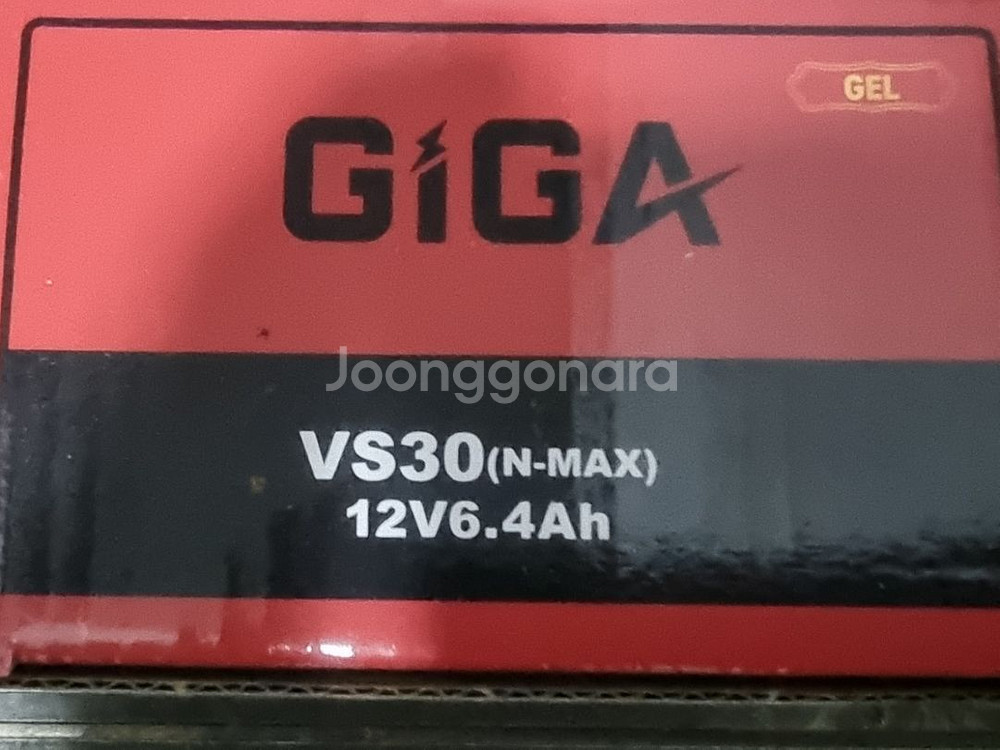 GEL
GiGA
Joonggonara
VS30(N-MAX)
12V6.4Ah